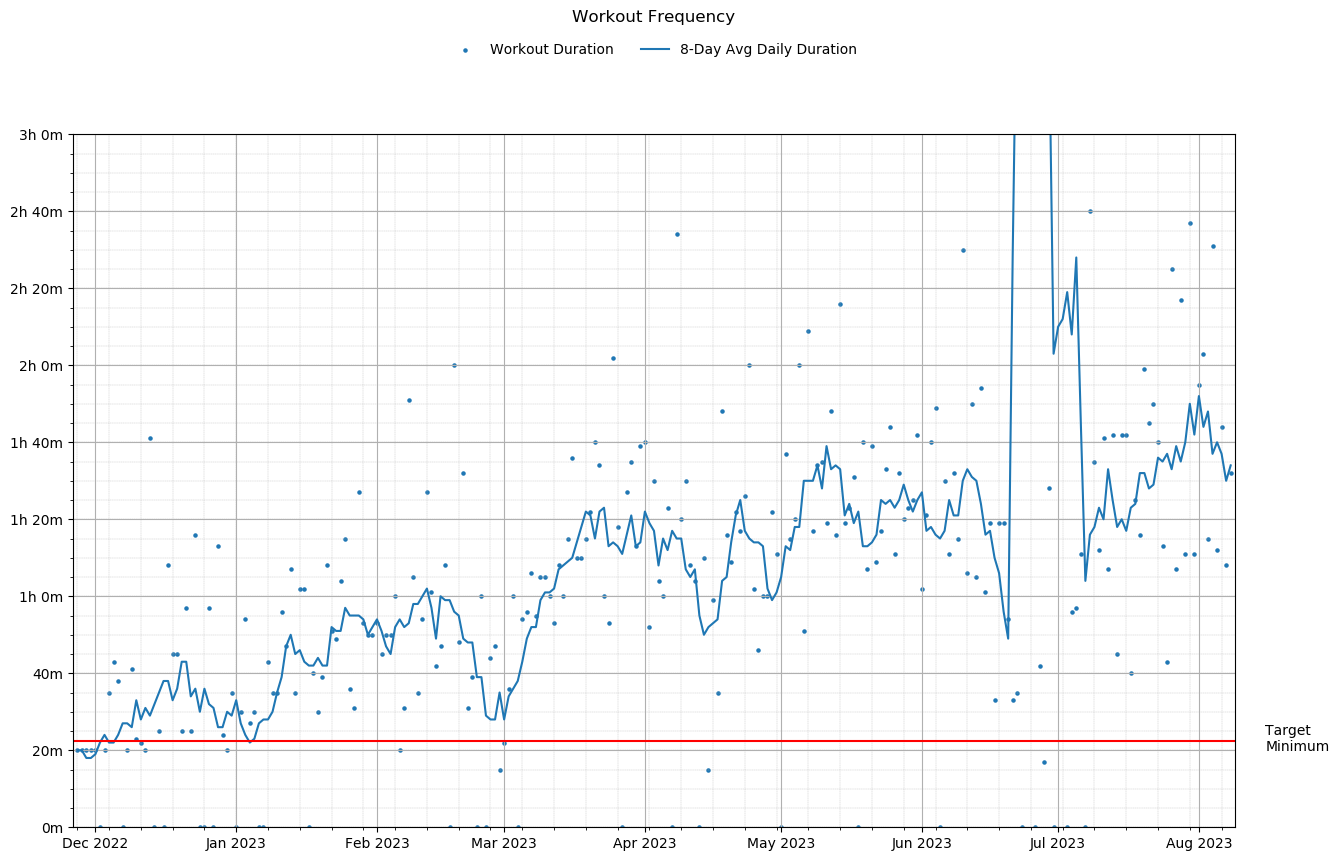 Workout Frequency
Workout Duration
8-Day Avg Daily Duration
3h 0m
2h 40m
2h 20m
2h 0m
1h 40m
1h 20m
1h 0m
40m
20m
0m
Target
Minimum
Dec 2022
Jan 2023
Feb 2023
Mar 2023
Apr 2023
May 2023
Jun 2023
Jul 2023
Aug 2023